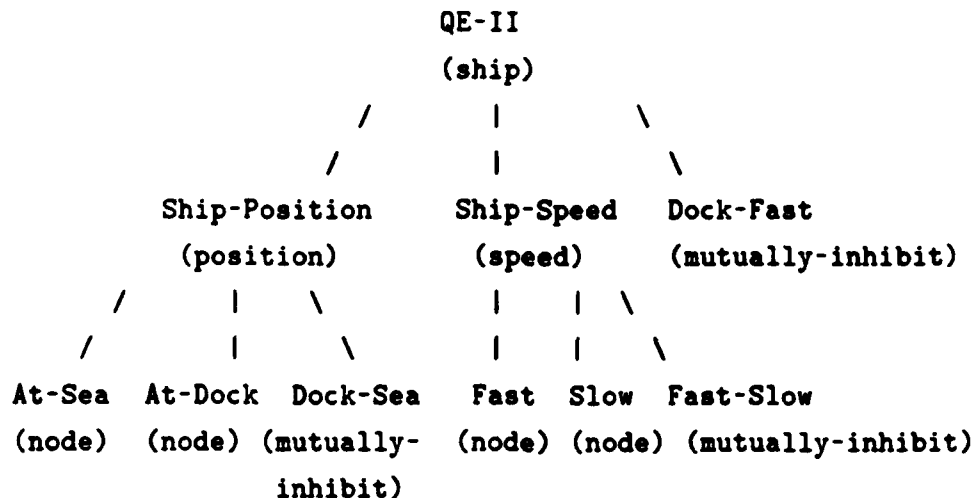 QE-II
(ship)
/ | \
/ | \
Ship-Position Ship-Speed Dock-Fast
(position) (speed) (mutually-inhibit)
/ | \ | | \
/ | \ | | \
At-Sea At-Dock Dock-Sea Fast Slow Fast-Slow
(node) (node) (mutually- (node) (node) (mutually-inhibit)
inhibit)